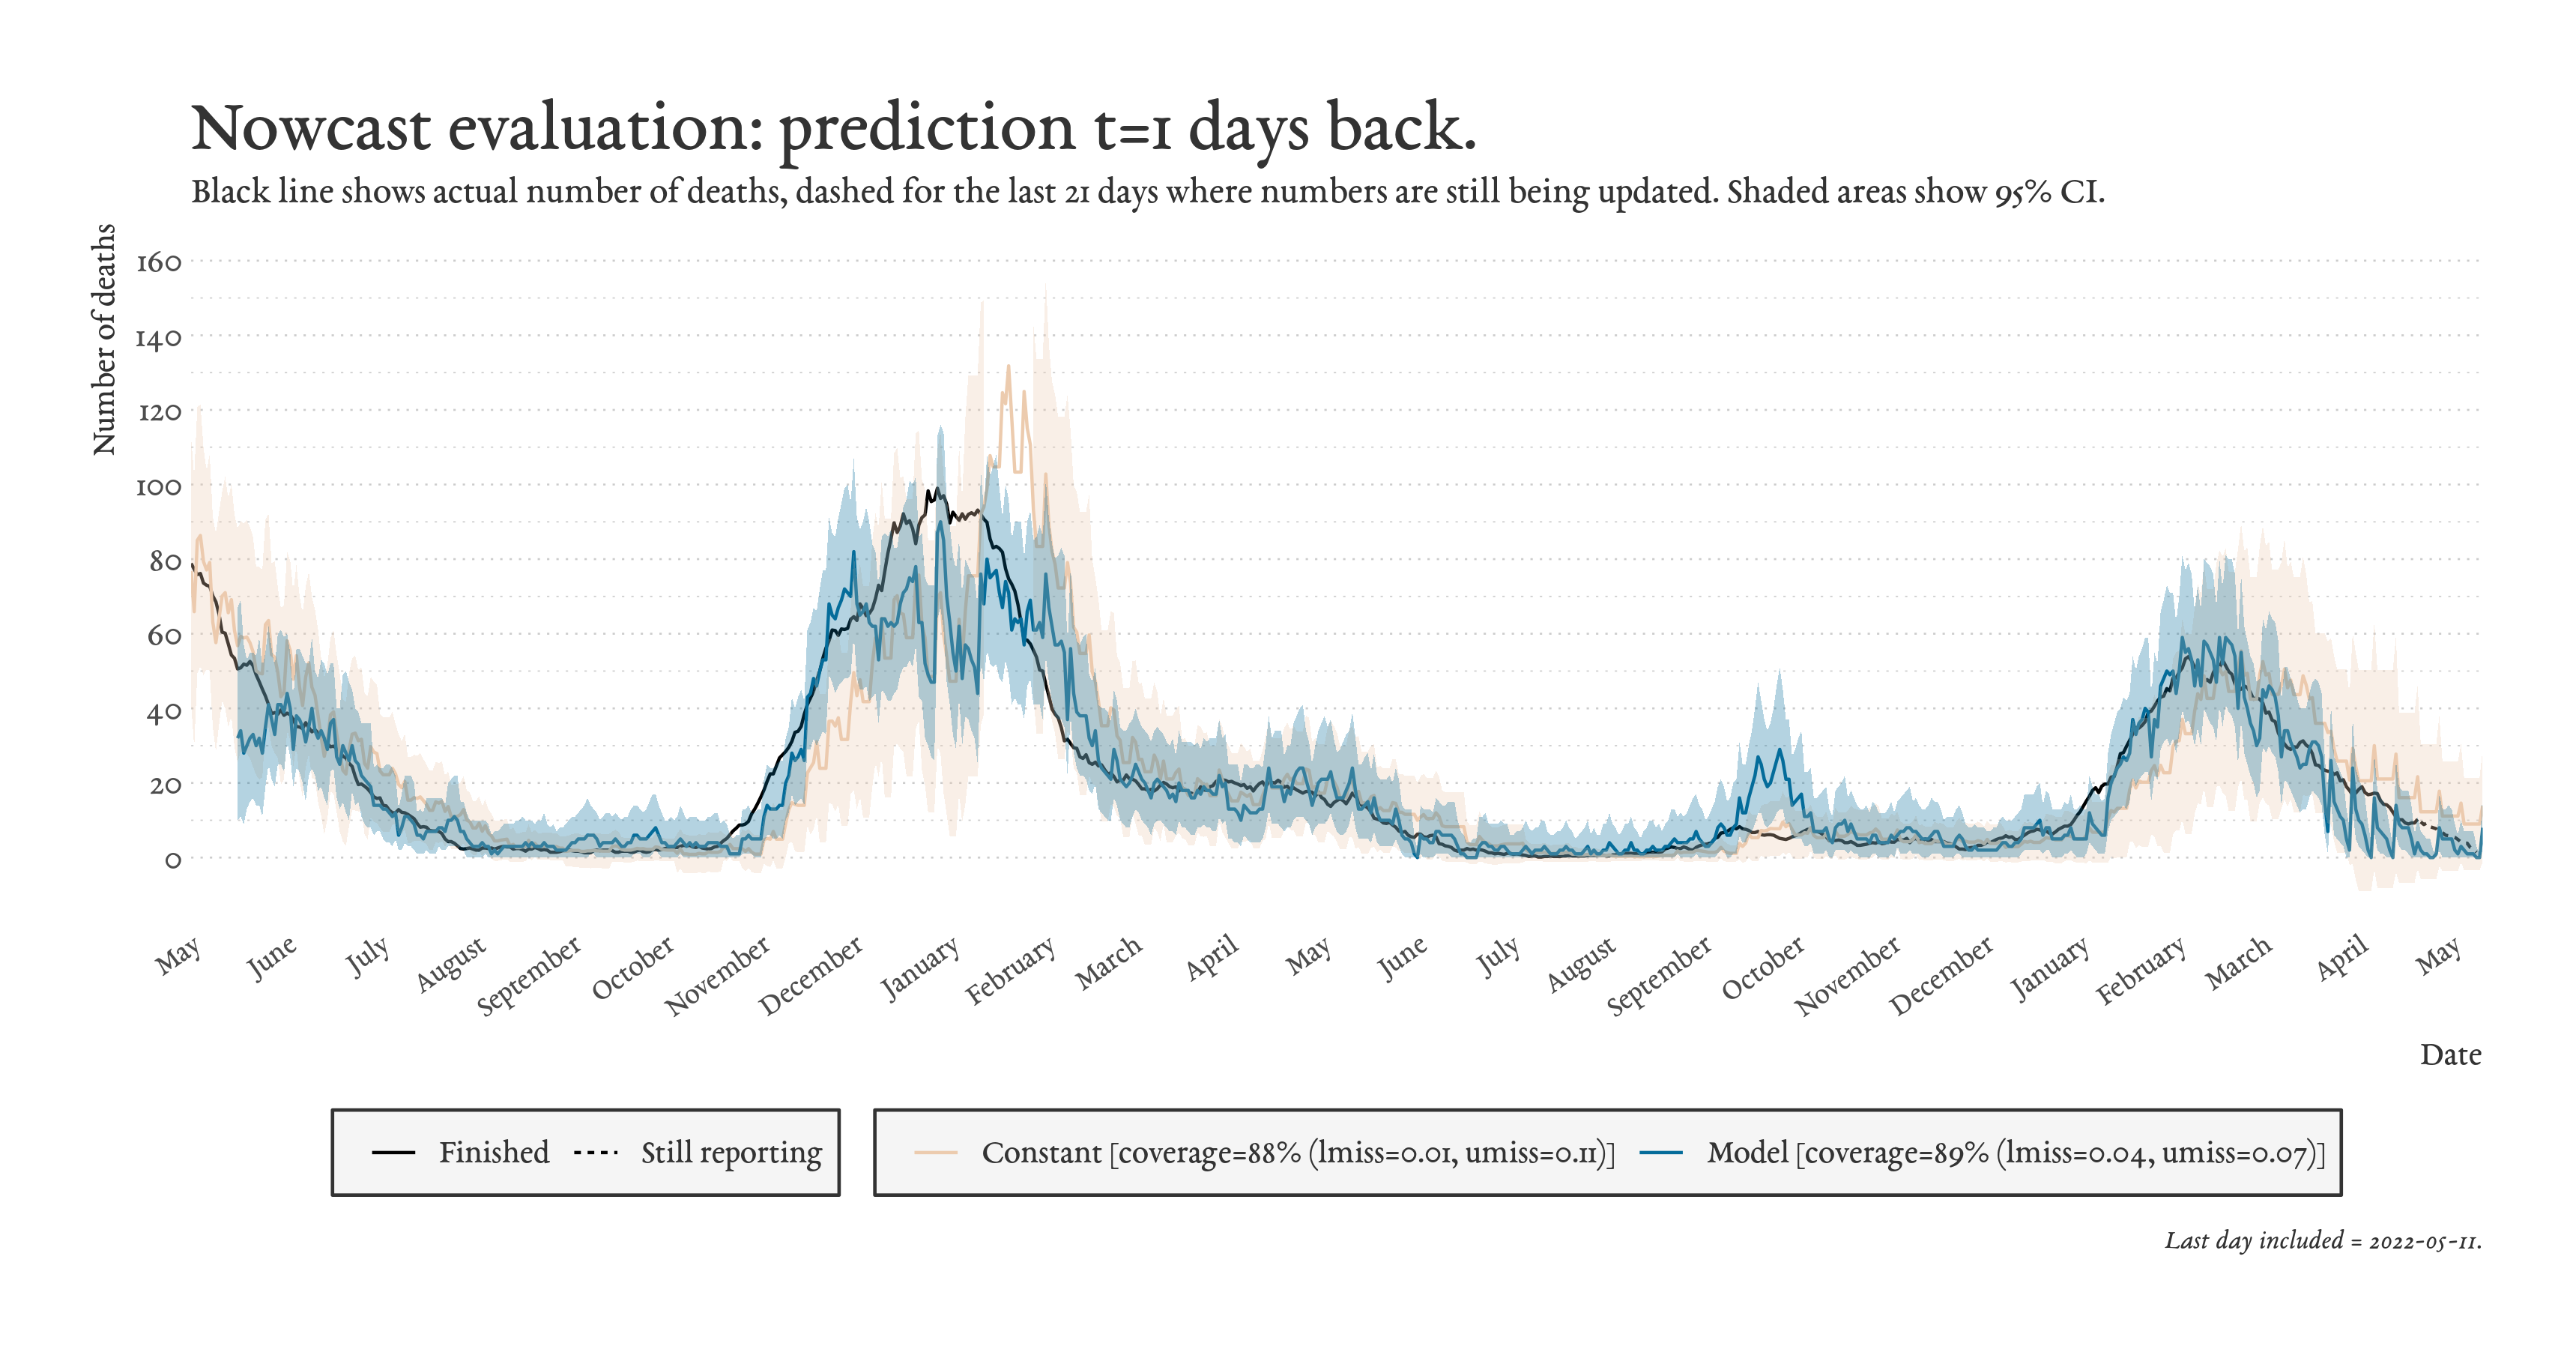 Nowcast evaluation: prediction t=1 days back.
Black line shows actual number of deaths, dashed for the last 21 days where numbers are still being updated. Shaded areas show 95% CI.
Number of deaths
160
140
120
100
80
60
40
20
0
May
June
July
August
September
October
November
December
January
February
March
April
May
June
July
August
September
October
November
December
January
February
March
April
May
Date
Finished
Still reporting
Constant [coverage=88% (lmiss=0.01, umiss=0.11)]
Model [coverage=89% (lmiss=0.04, umiss=0.07)]
Last day included = 2022-05-11.